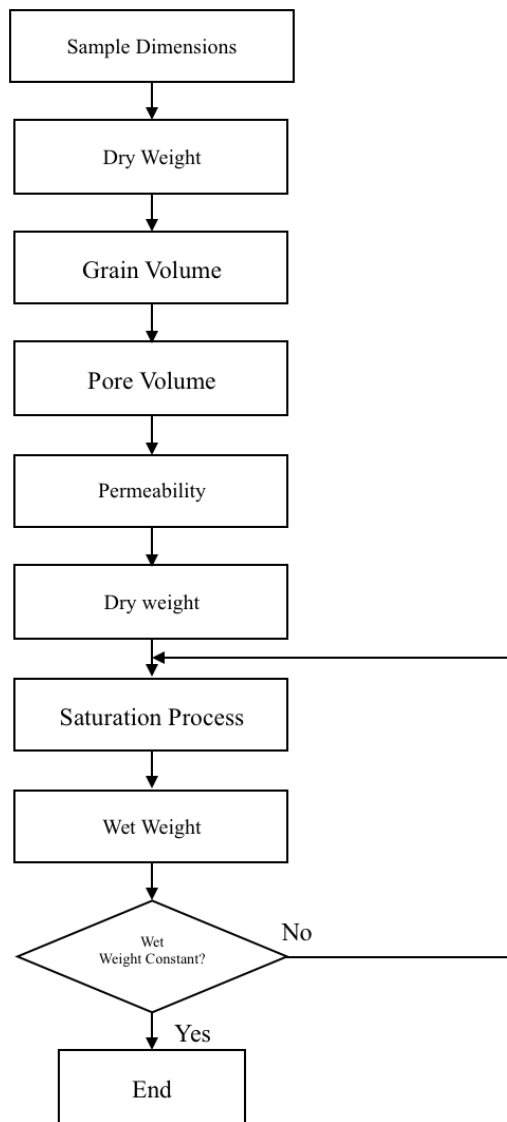 Sample Dimensions
Dry Weight
Grain Volume
Pore Volume
Permeability
Dry weight
Saturation Process
Wet Weight
Wet
Weight Constant?
No
Yes
End